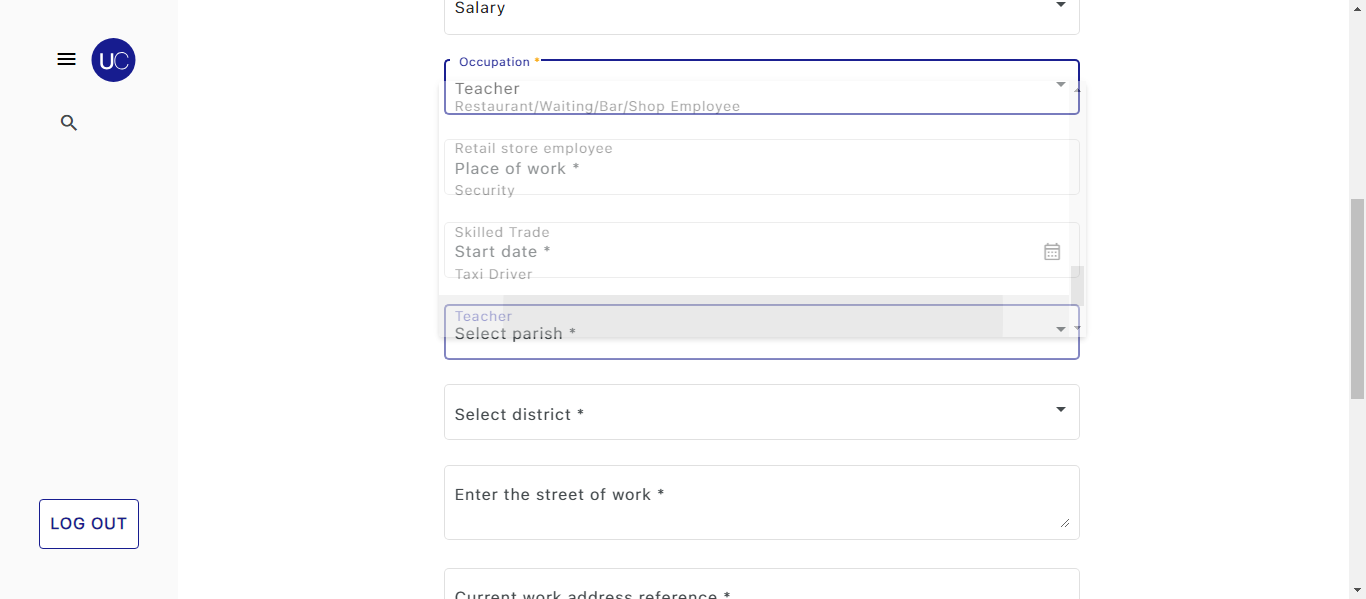 Salary
UC
Occupation *
Teacher
Restaurant/Waiting/Bar/Shop Employee
Retail store employee
Place of work *
Security
Skilled Trade
Start date *
Taxi Driver
Teacher
Select parish *
Select district *
Enter the street of work *
LOG OUT
Current work address reference *